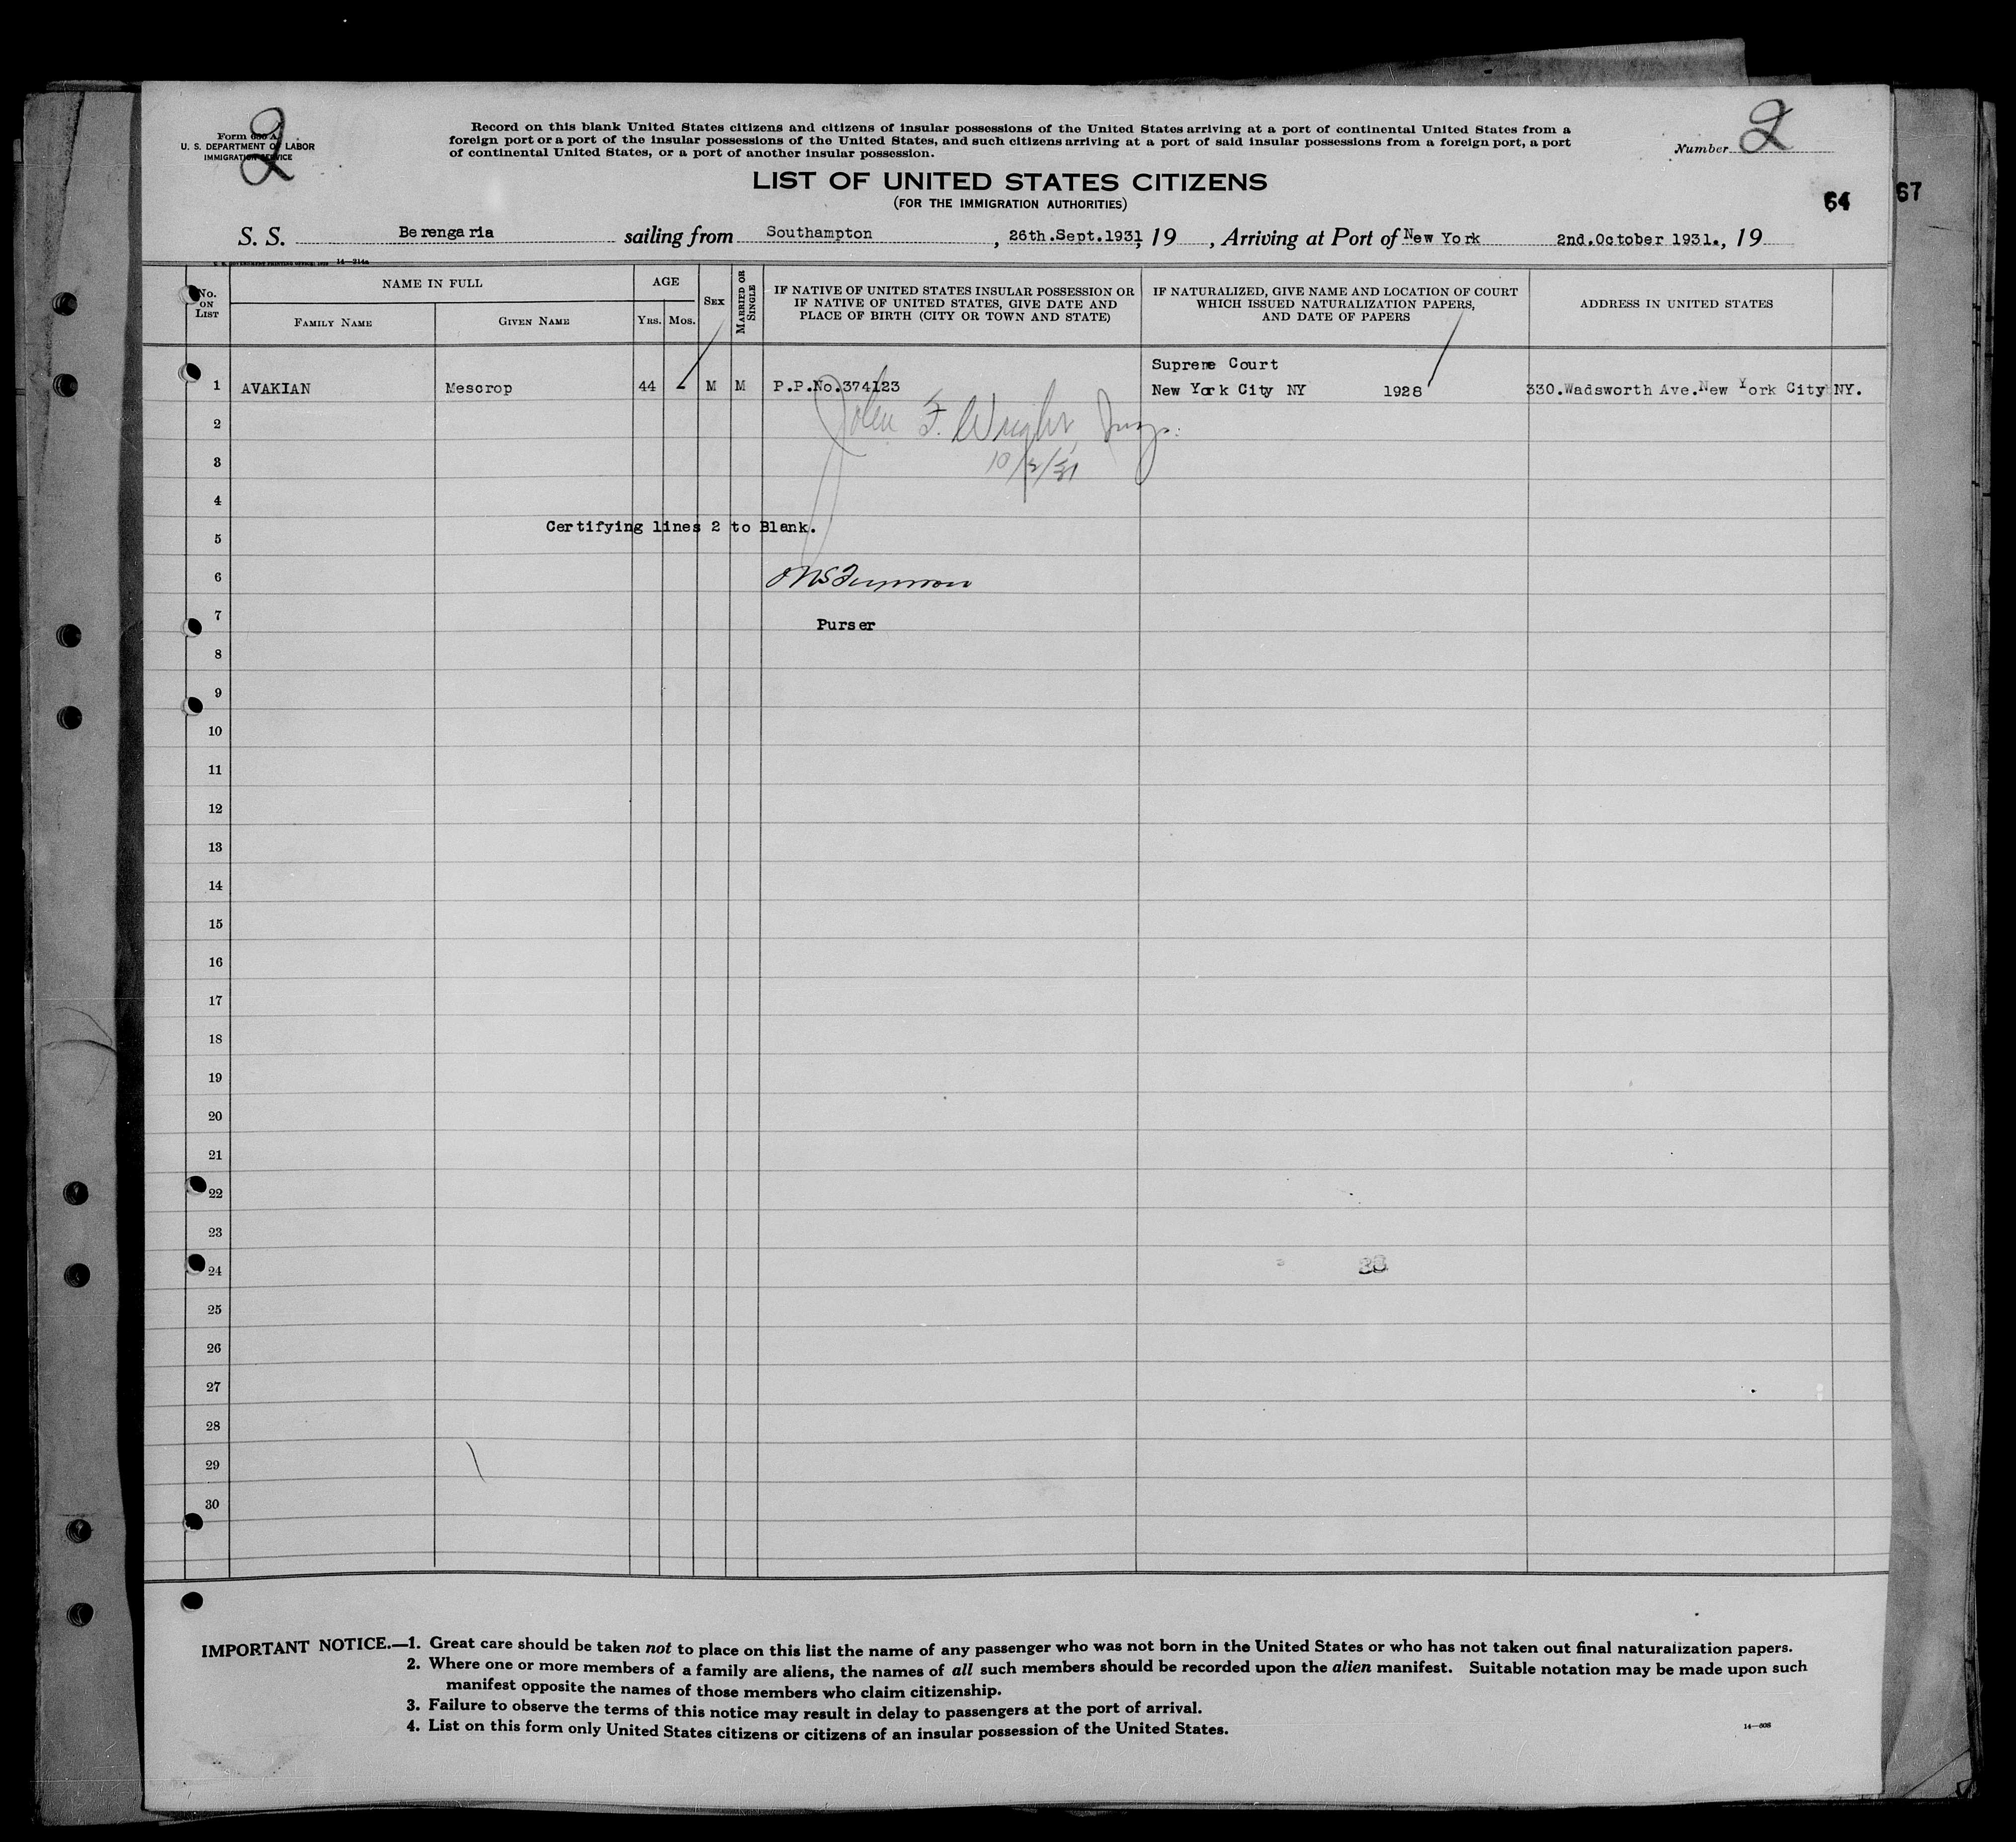 Form 630 A
U. S. DEPARTMENT OF LABOR
IMMIGRATION SERVICE
2
Record on this blank United States citizens and citizens of insular possessions of the United States arriving at a port of continental United States from a
foreign port or a port of the insular possessions of the United States, and such citizens arriving at a port of said insular possessions from a foreign port, a port
of continental United States, or a port of another insular possession.
Number 2
LIST OF UNITED STATES CITIZENS
(FOR THE IMMIGRATION AUTHORITIES)
64
67
S. S. Berengaria sailing from Southampton, 26th.Sept.1931, 19 , Arriving at Port of New York 2nd.October 1931., 19
14—314a
No. ON LIST
NAME IN FULL
FAMILY NAME
GIVEN NAME
AGE
YRS. MOS.
SEX
MARRIED OR SINGLE
IF NATIVE OF UNITED STATES INSULAR POSSESSION OR
IF NATIVE OF UNITED STATES, GIVE DATE AND
PLACE OF BIRTH (CITY OR TOWN AND STATE)
IF NATURALIZED, GIVE NAME AND LOCATION OF COURT
WHICH ISSUED NATURALIZATION PAPERS,
AND DATE OF PAPERS
ADDRESS IN UNITED STATES
Supreme Court
1 AVAKIAN Mescrop 44 M M P.P.No.374123 New York City NY 1928 330.Wadsworth Ave.New York City NY.
2
John F. Wright, Insp.
3
10/2/31
4
Certifying lines 2 to Blank.
5
6
7
Purser
8
9
10
11
12
13
14
15
16
17
18
19
20
21
22
23
24
38
25
26
27
28
29
30
IMPORTANT NOTICE.—1. Great care should be taken not to place on this list the name of any passenger who was not born in the United States or who has not taken out final naturalization papers.
2. Where one or more members of a family are aliens, the names of all such members should be recorded upon the alien manifest. Suitable notation may be made upon such
manifest opposite the names of those members who claim citizenship.
3. Failure to observe the terms of this notice may result in delay to passengers at the port of arrival.
4. List on this form only United States citizens or citizens of an insular possession of the United States.
14—508